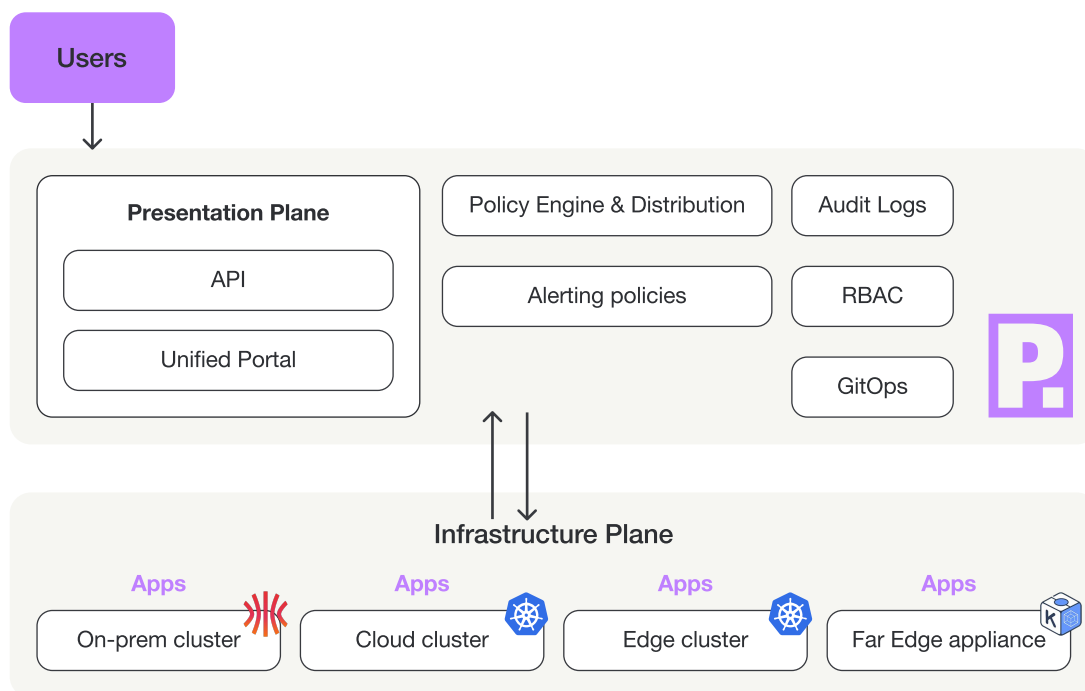 Users
Presentation Plane
API
Unified Portal
Policy Engine & Distribution
Alerting policies
Audit Logs
RBAC
GitOps
P.
Infrastructure Plane
Apps
On-prem cluster
Apps
Cloud cluster
Apps
Edge cluster
Apps
Far Edge appliance
K